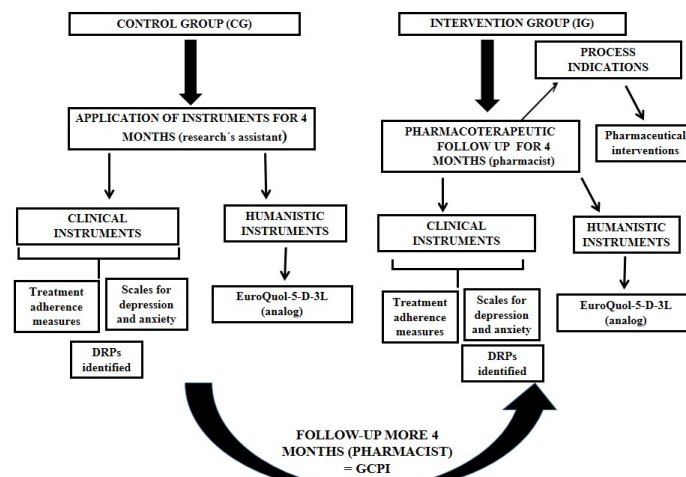 CONTROL GROUP (CG)
APPLICATION OF INSTRUMENTS FOR 4
MONTHS (research´s assistant)
CLINICAL
INSTRUMENTS
HUMANISTIC
INSTRUMENTS
Treatment
adherence
measures
Scales for
depression
and anxiety
DRPs
identified
EuroQuol-5-D-3L
(analog)
INTERVENTION GROUP (IG)
PROCESS
INDICATIONS
PHARMACOTERAPEUTIC
FOLLOW UP FOR 4
MONTHS (pharmacist)
Pharmaceutical
interventions
CLINICAL
INSTRUMENTS
HUMANISTIC
INSTRUMENTS
Treatment
adherence
measures
Scales for
depression
and anxiety
DRPs
identified
EuroQuol-5-D-3L
(analog)
FOLLOW-UP MORE 4
MONTHS (PHARMACIST)
= GCPI